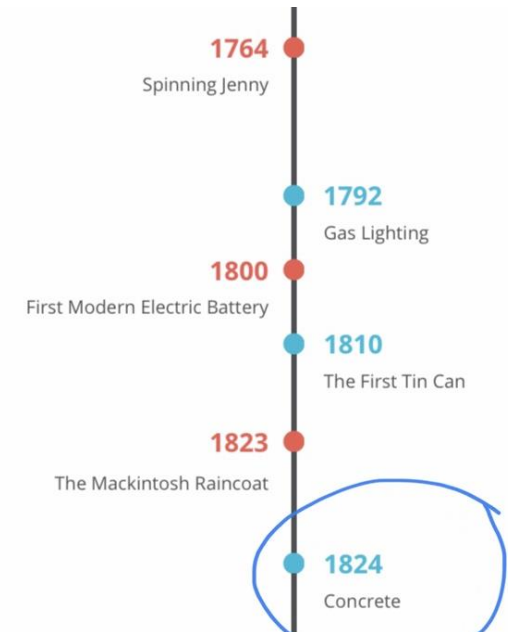 1764
Spinning Jenny
1792
Gas Lighting
1800
First Modern Electric Battery
1810
The First Tin Can
1823
The Mackintosh Raincoat
1824
Concrete